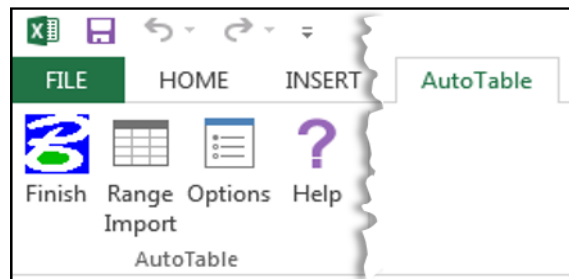 FILE HOME INSERT AutoTable
Finish Range Import Options Help
AutoTable